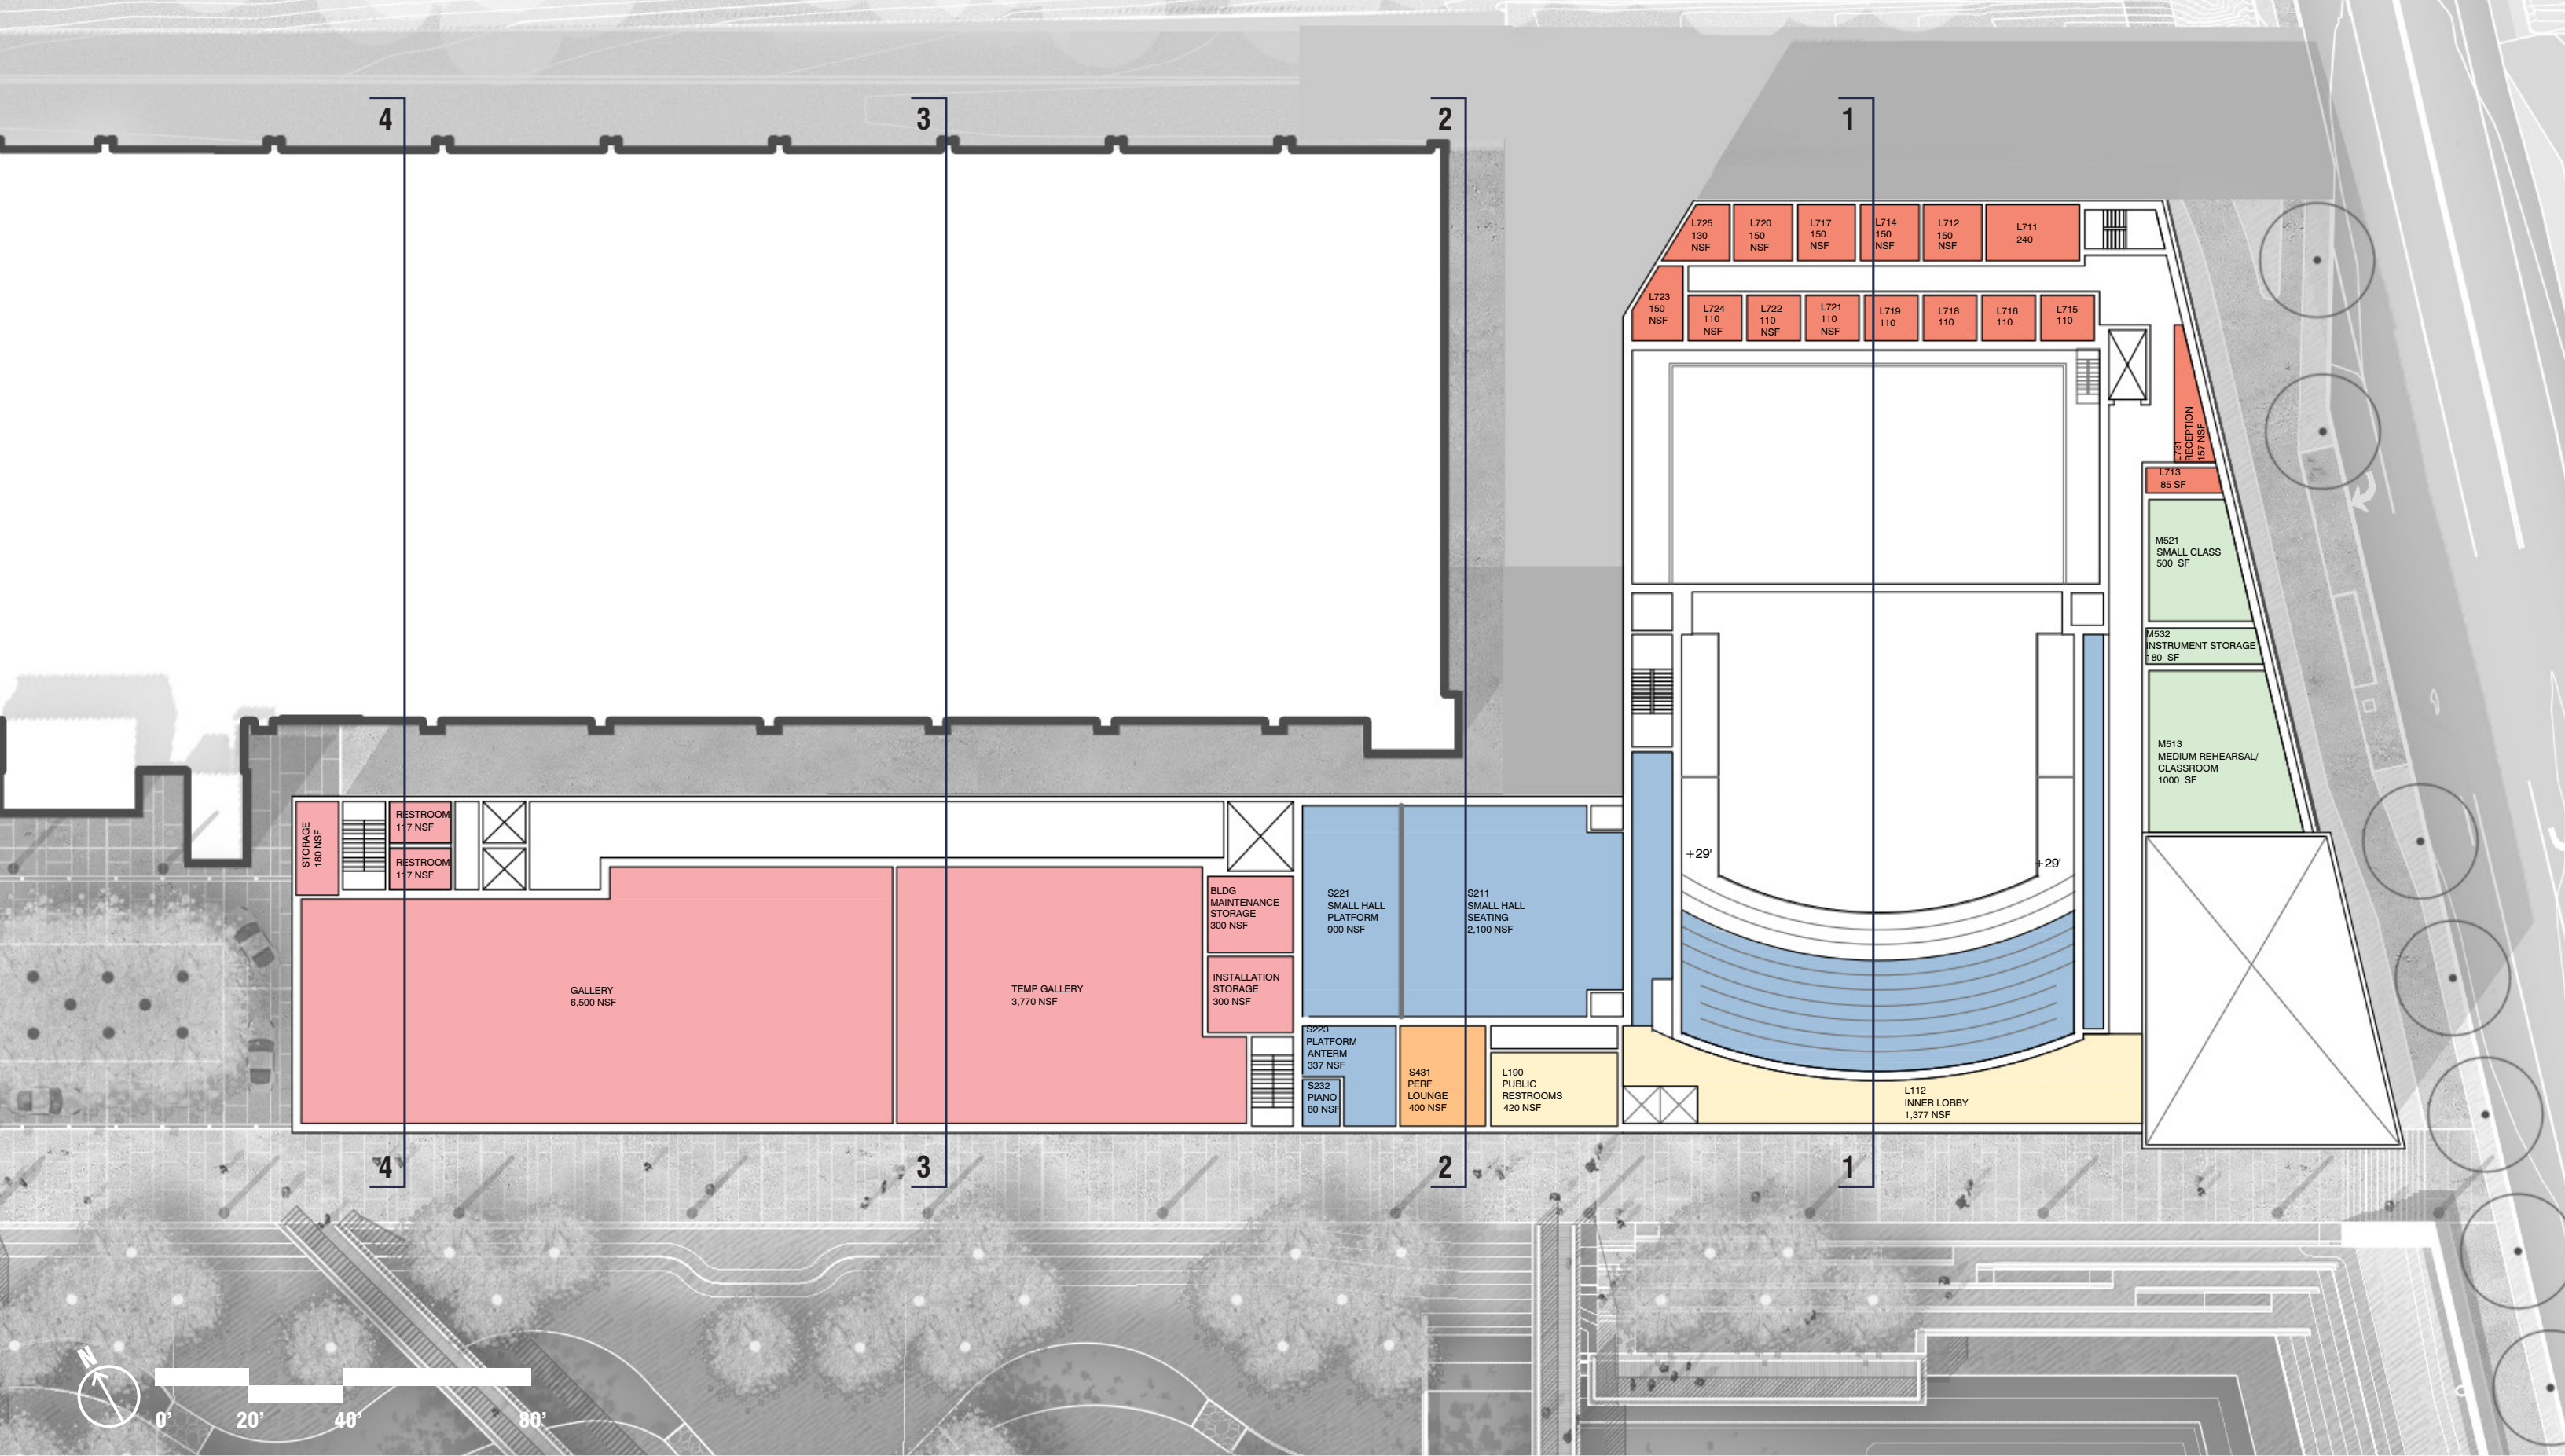 4
3
2
1
L725
130
NSF
L720
150
NSF
L717
150
NSF
L714
150
NSF
L712
150
NSF
L711
240
L723
150
NSF
L724
110
NSF
L722
110
NSF
L721
110
NSF
L719
110
L718
110
L716
110
L715
110
L731
RECEPTION
157 NSF
L713
85 SF
M521
SMALL CLASS
500 SF
M532
INSTRUMENT STORAGE
180 SF
M513
MEDIUM REHEARSAL/
CLASSROOM
1000 SF
+29'
+29'
STORAGE
180 NSF
RESTROOM
117 NSF
RESTROOM
117 NSF
GALLERY
6,500 NSF
TEMP GALLERY
3,770 NSF
BLDG
MAINTENANCE
STORAGE
300 NSF
INSTALLATION
STORAGE
300 NSF
S221
SMALL HALL
PLATFORM
900 NSF
S211
SMALL HALL
SEATING
2,100 NSF
S223
PLATFORM
ANTERM
337 NSF
S232
PIANO
80 NSF
S431
PERF
LOUNGE
400 NSF
L190
PUBLIC
RESTROOMS
420 NSF
L112
INNER LOBBY
1,377 NSF
4
3
2
1
N
0'
20'
40'
80'